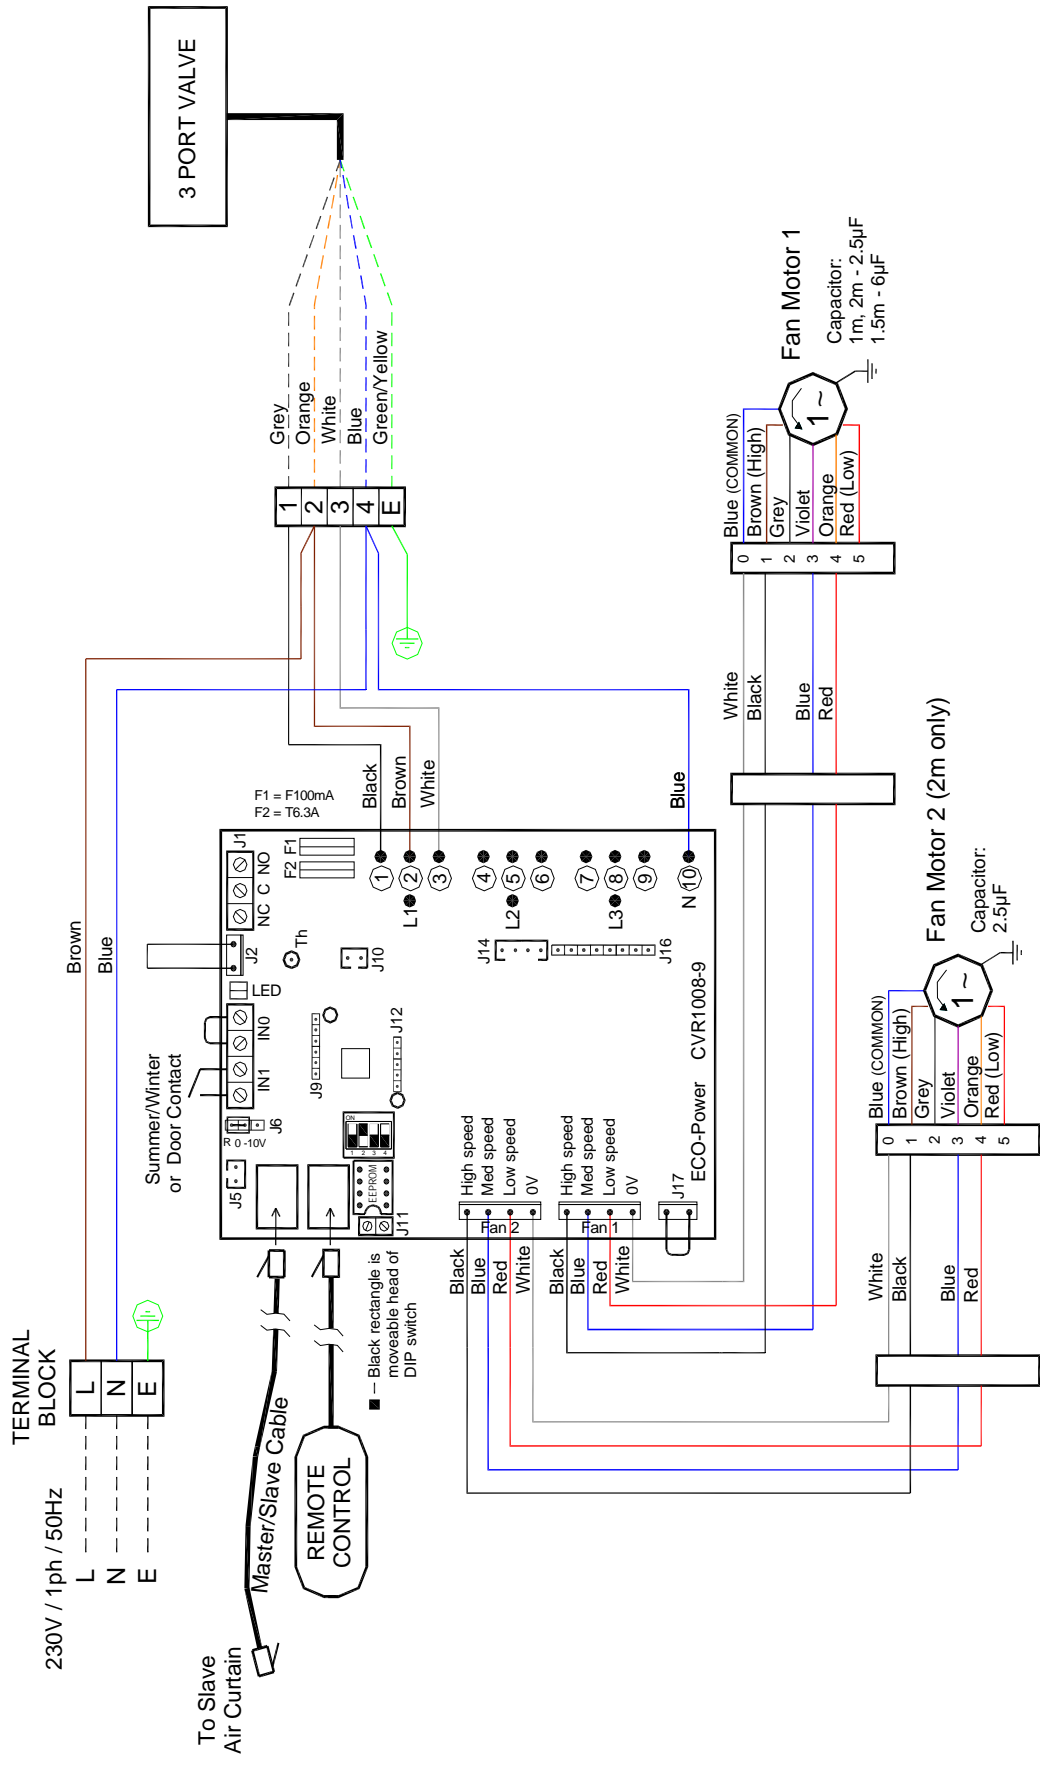 TERMINAL
BLOCK
230V / 1ph / 50Hz
L
N
E
L
N
E
Brown
Blue
3 PORT VALVE
Grey
Orange
White
Blue
Green/Yellow
1
2
3
4
E
F1 = F100mA
F2 = T6.3A
Black
Brown
White
Blue
Summer/Winter
or Door Contact
J5
R 0 -10V
J6
IN1
IN0
LED
J2
NC C NO
J1
F2 F1
Th
J10
J9
J12
ON
1 2 3 4
EEPROM
J11
L1
1
2
3
L2
4
5
6
L3
7
8
9
N
10
J14
J16
ECO-Power CVR1008-9
High speed
Med speed
Low speed
0V
Fan 2
High speed
Med speed
Low speed
0V
Fan 1
J17
Black
Blue
Red
White
Black
Blue
Red
White
To Slave
Air Curtain
Master/Slave Cable
REMOTE
CONTROL
Black rectangle is
moveable head of
DIP switch
White
Black
Blue
Red
0
1
2
3
4
5
Blue (COMMON)
Brown (High)
Grey
Violet
Orange
Red (Low)
1 ~
Fan Motor 1
Capacitor:
1m, 2m - 2.5µF
1.5m - 6µF
White
Black
Blue
Red
0
1
2
3
4
5
Blue (COMMON)
Brown (High)
Grey
Violet
Orange
Red (Low)
1 ~
Fan Motor 2 (2m only)
Capacitor:
2.5µF